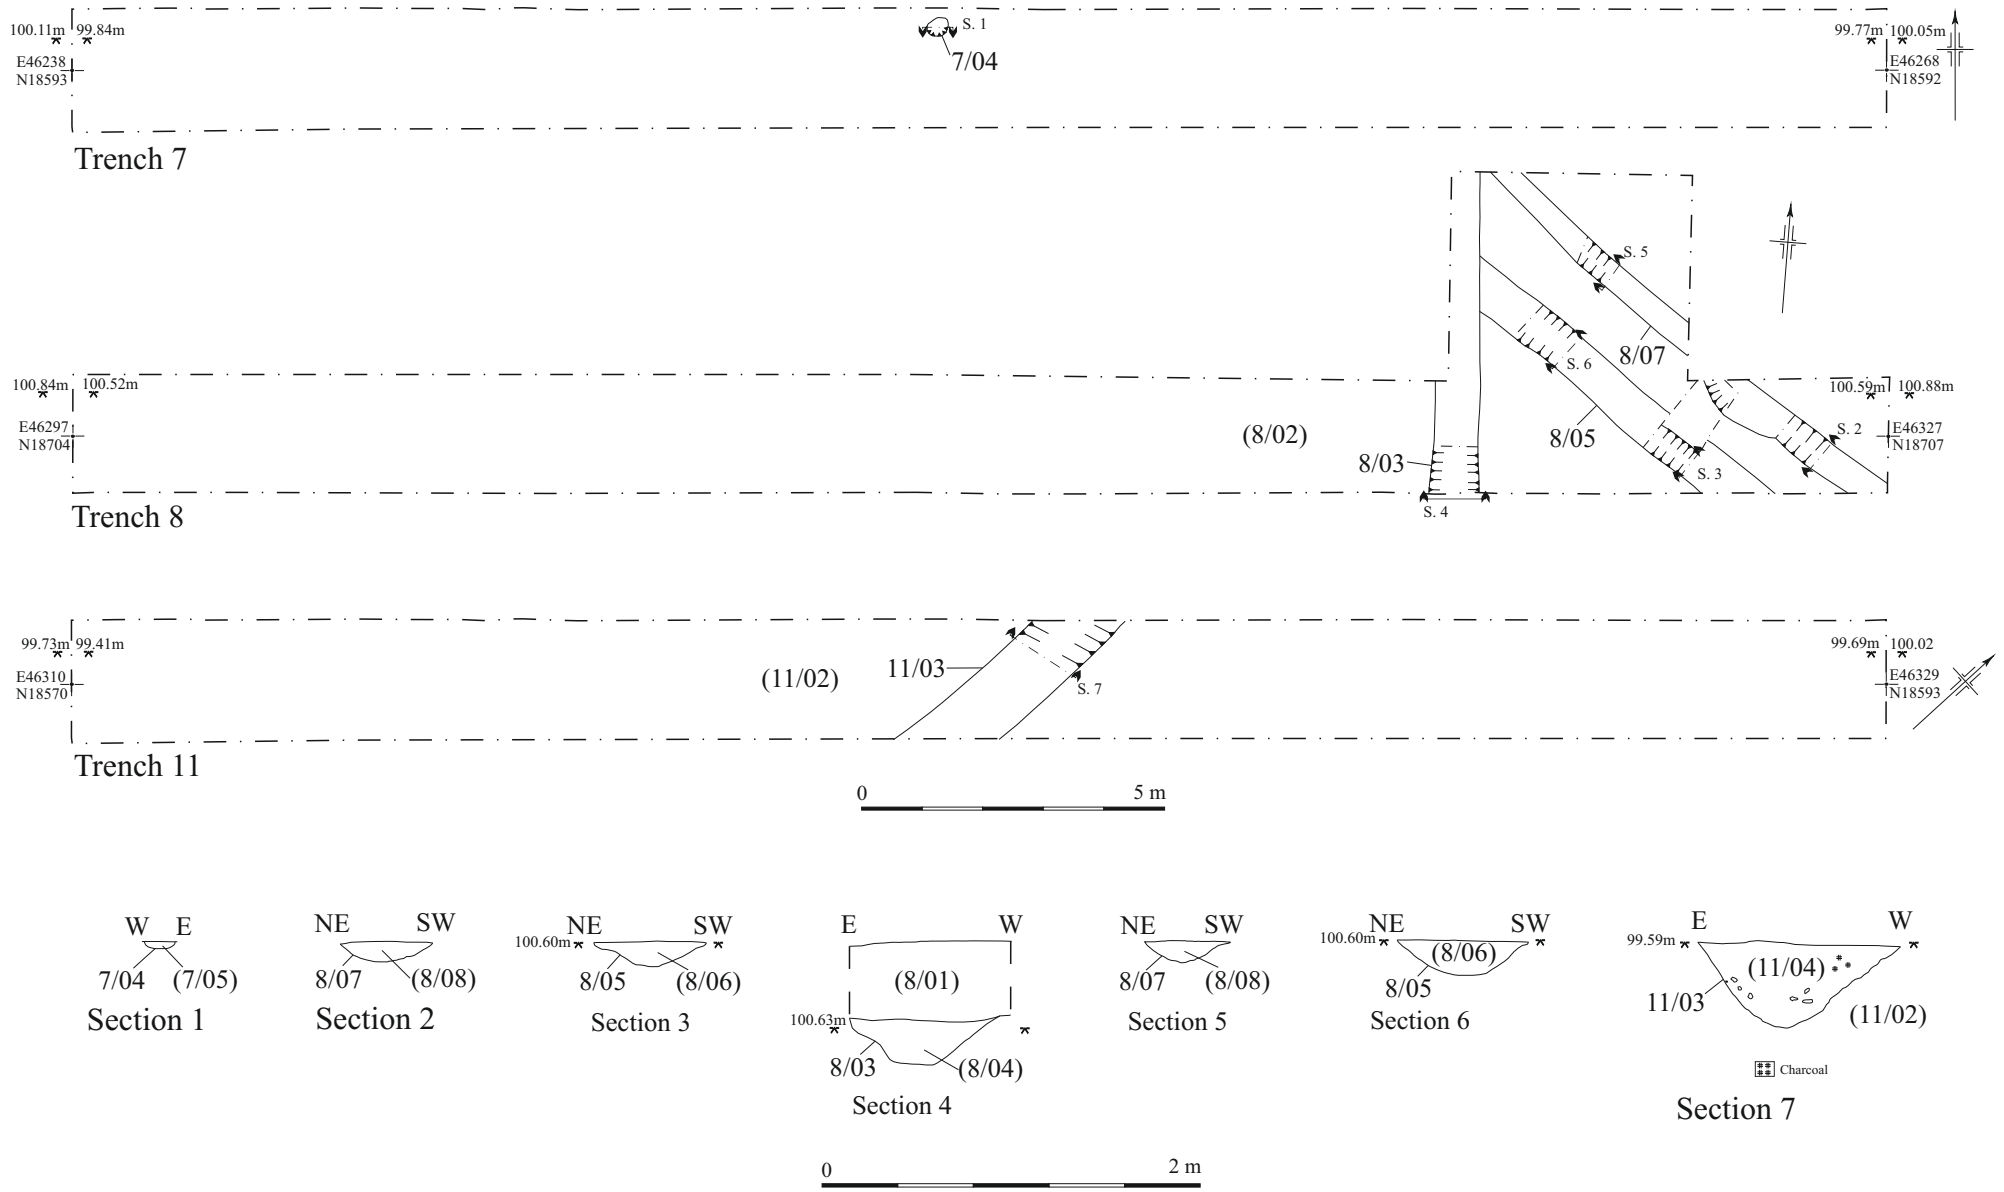 100.11m 99.84m
S. 1
99.77m 100.05m
7/04
E46238
N18593
E46268
N18592
Trench 7
S. 5
8/07
S. 6
100.84m 100.52m
100.59m 100.88m
E46297
N18704
(8/02)
8/05
S. 2
E46327
N18707
8/03
S. 3
S. 4
Trench 8
99.73m 99.41m
99.69m 100.02
E46310
N18570
(11/02)
11/03
S. 7
E46329
N18593
Trench 11
0 5 m
W E
7/04 (7/05)
Section 1
NE SW
8/07 (8/08)
Section 2
NE SW
100.60m
8/05 (8/06)
Section 3
E W
(8/01)
100.63m
8/03 (8/04)
Section 4
NE SW
8/07 (8/08)
Section 5
NE SW
100.60m
(8/06)
8/05
Section 6
E W
99.59m
(11/04)
11/03
(11/02)
Charcoal
Section 7
0 2 m